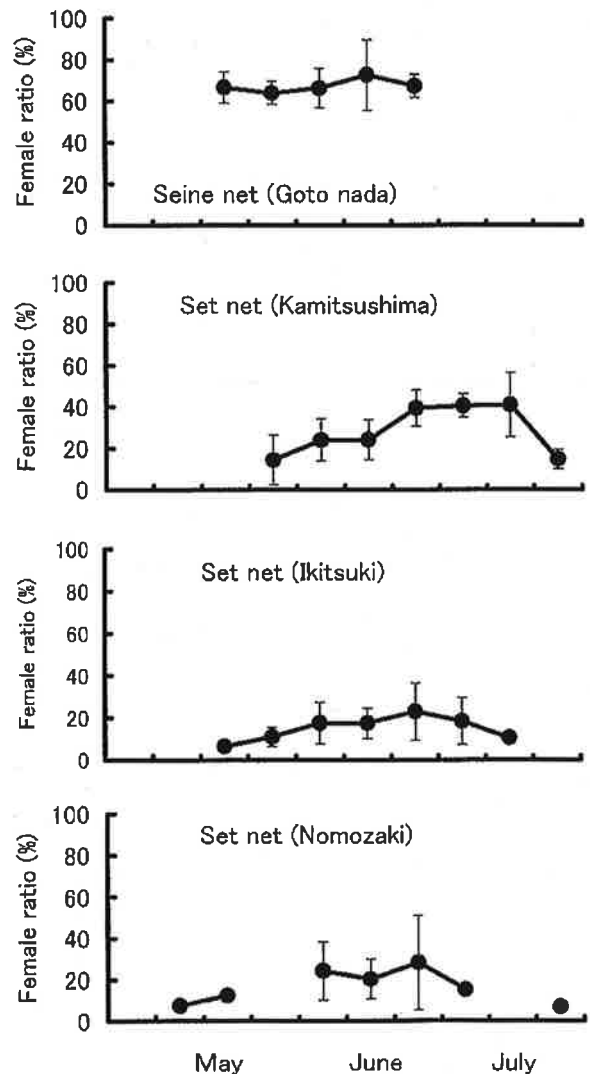 100
80
60
40
20
0
Female ratio (%)
Seine net (Goto nada)
100
80
60
40
20
0
Female ratio (%)
Set net (Kamitsushima)
100
80
60
40
20
0
Female ratio (%)
Set net (Ikitsuki)
100
80
60
40
20
0
Female ratio (%)
Set net (Nomozaki)
May June July